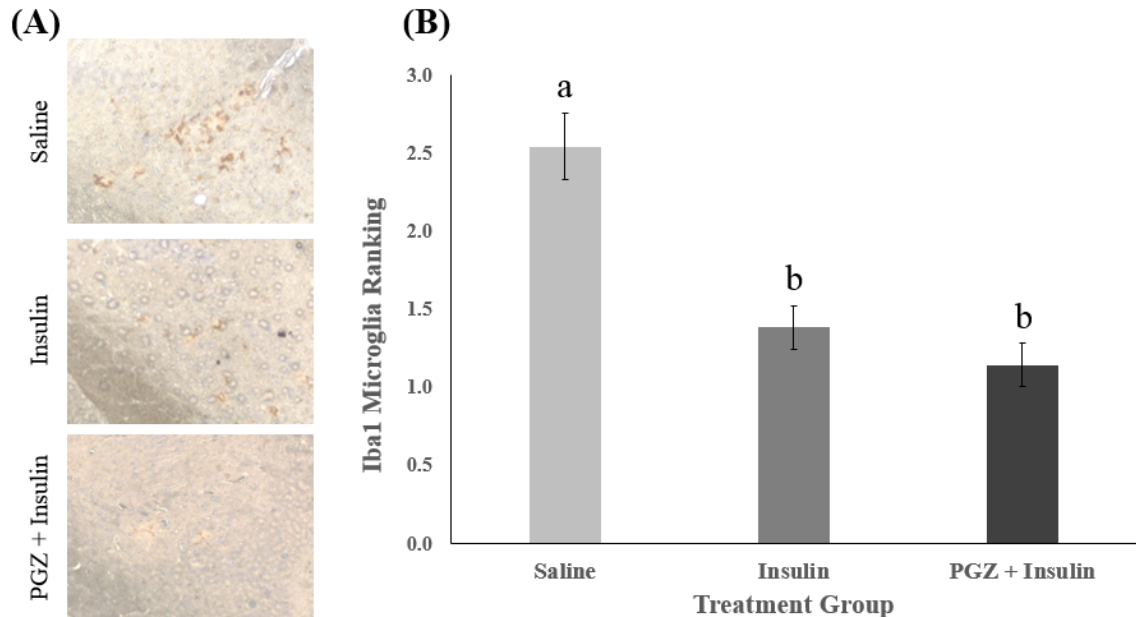 (A)
Saline
Insulin
PGZ + Insulin
(B)
Iba1 Microglia Ranking
3.0
2.5
2.0
1.5
1.0
0.5
0.0
a
b
b
Saline
Insulin
PGZ + Insulin
Treatment Group